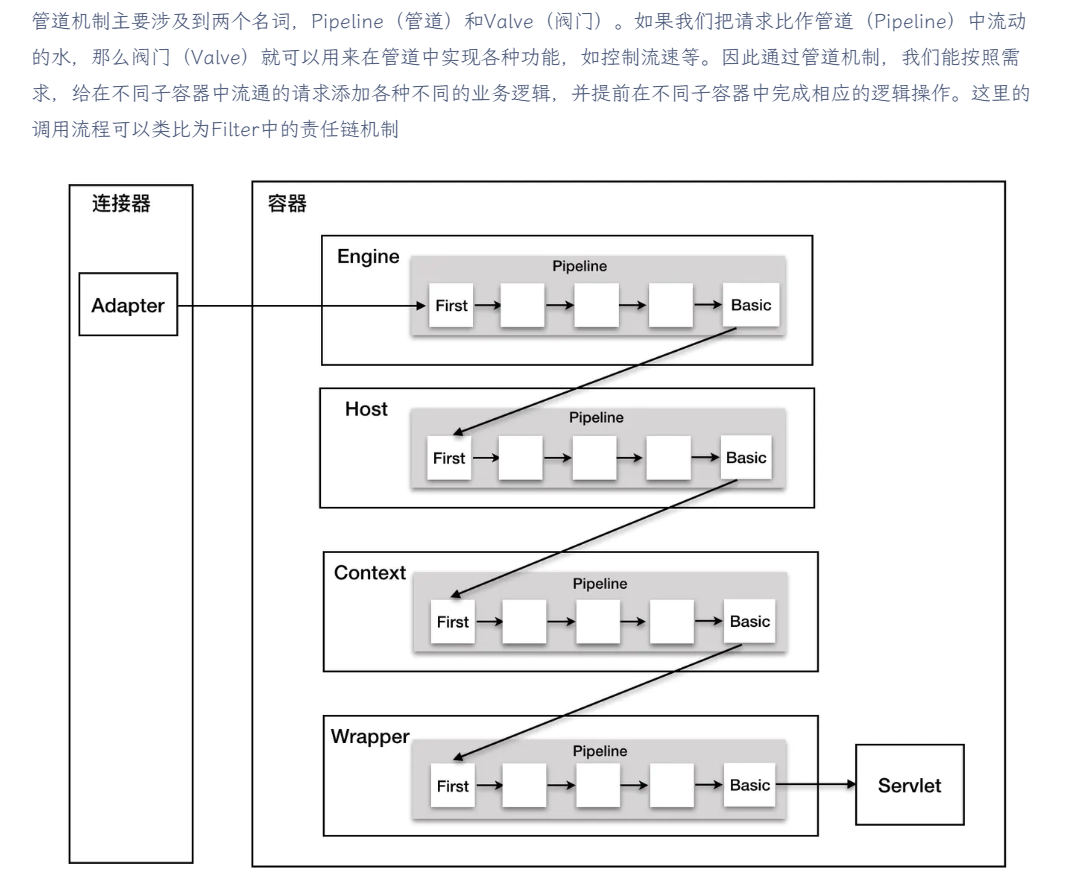 管道机制主要涉及到两个名词，Pipeline（管道）和Valve（阀门）。如果我们把请求比作管道（Pipeline）中流动
的水，那么阀门（Valve）就可以用来在管道中实现各种功能，如控制流速等。因此通过管道机制，我们能按照需
求，给在不同子容器中流通的请求添加各种不同的业务逻辑，并提前在不同子容器中完成相应的逻辑操作。这里的
调用流程可以类比为Filter中的责任链机制
连接器
容器
Adapter
Engine
Pipeline
First
Basic
Host
Pipeline
First
Basic
Context
Pipeline
First
Basic
Wrapper
Pipeline
First
Basic
Servlet